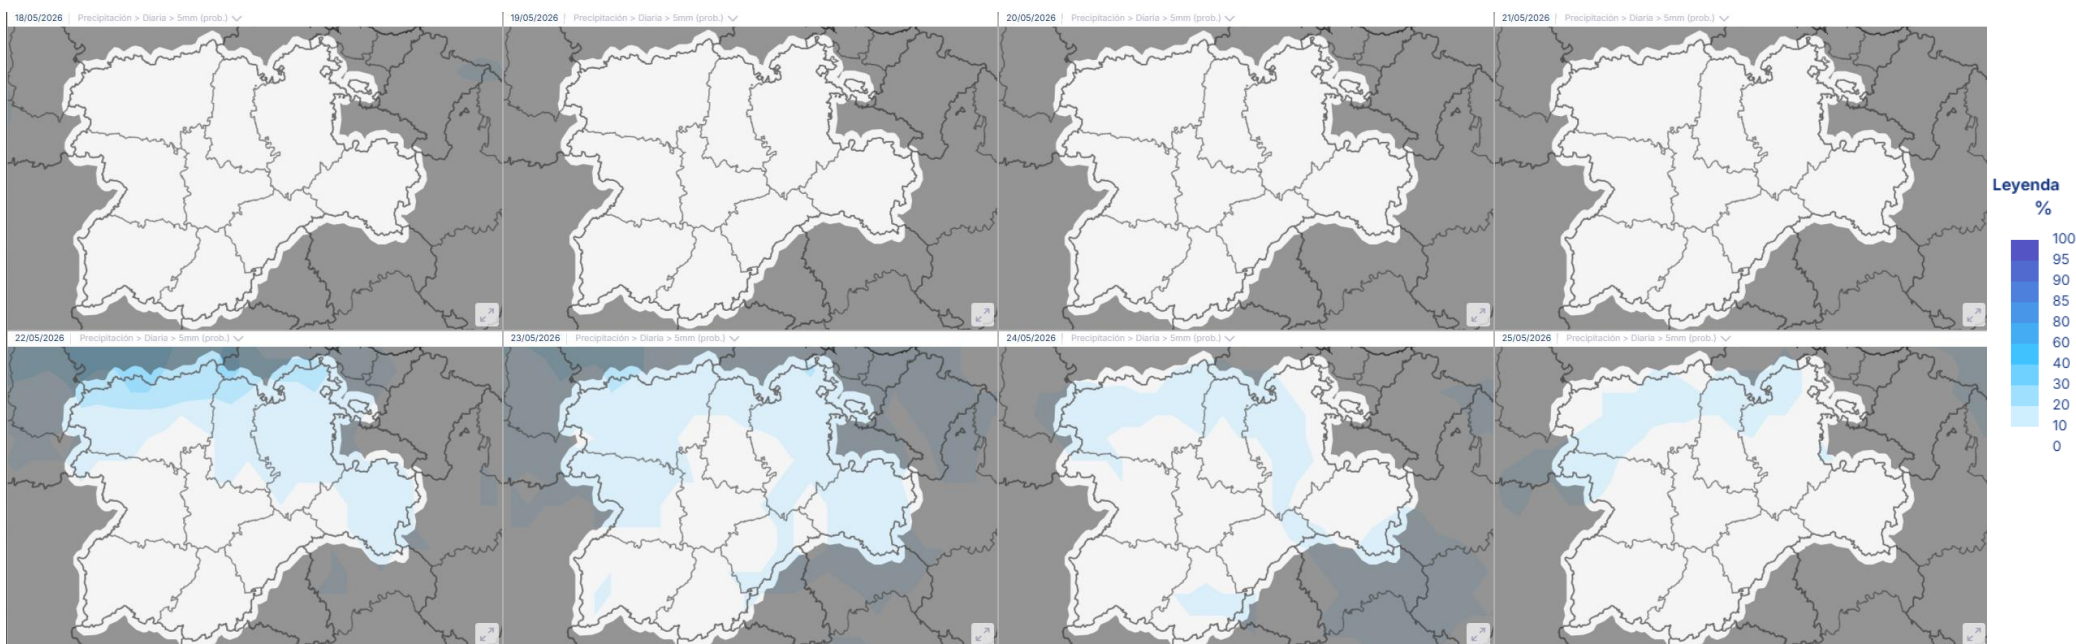 18/05/2026 Precipitación > Diaria > 5mm (prob.)
19/05/2026 Precipitación > Diaria > 5mm (prob.)
20/05/2026 Precipitación > Diaria > 5mm (prob.)
21/05/2026 Precipitación > Diaria > 5mm (prob.)
22/05/2026 Precipitación > Diaria > 5mm (prob.)
23/05/2026 Precipitación > Diaria > 5mm (prob.)
24/05/2026 Precipitación > Diaria > 5mm (prob.)
25/05/2026 Precipitación > Diaria > 5mm (prob.)
Leyenda
%
100
95
90
85
80
60
40
30
20
10
0